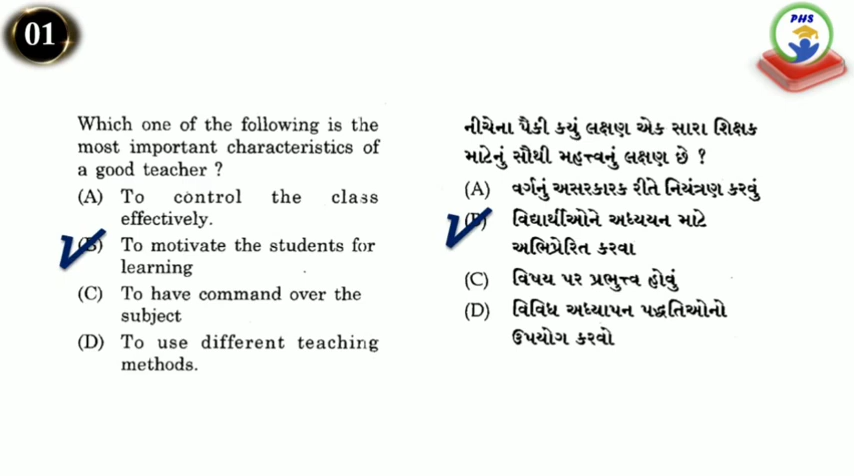 01
PHS
Which one of the following is the
most important characteristics of
a good teacher ?
(A) To control the class
effectively.
(B) To motivate the students for
learning
(C) To have command over the
subject
(D) To use different teaching
methods.
નીચેના પૈકી કયું લક્ષણ એક સારા શિક્ષક
માટેનું સૌથી મહત્ત્વનું લક્ષણ છે ?
(A) વર્ગનું અસરકારક રીતે નિયંત્રણ કરવું
(B) વિદ્યાર્થીઓને અધ્યયન માટે
અભિપ્રેરિત કરવા
(C) વિષય પર પ્રભુત્ત્વ હોવું
(D) વિવિધ અધ્યાપન પદ્ધતિઓનો
ઉપયોગ કરવો